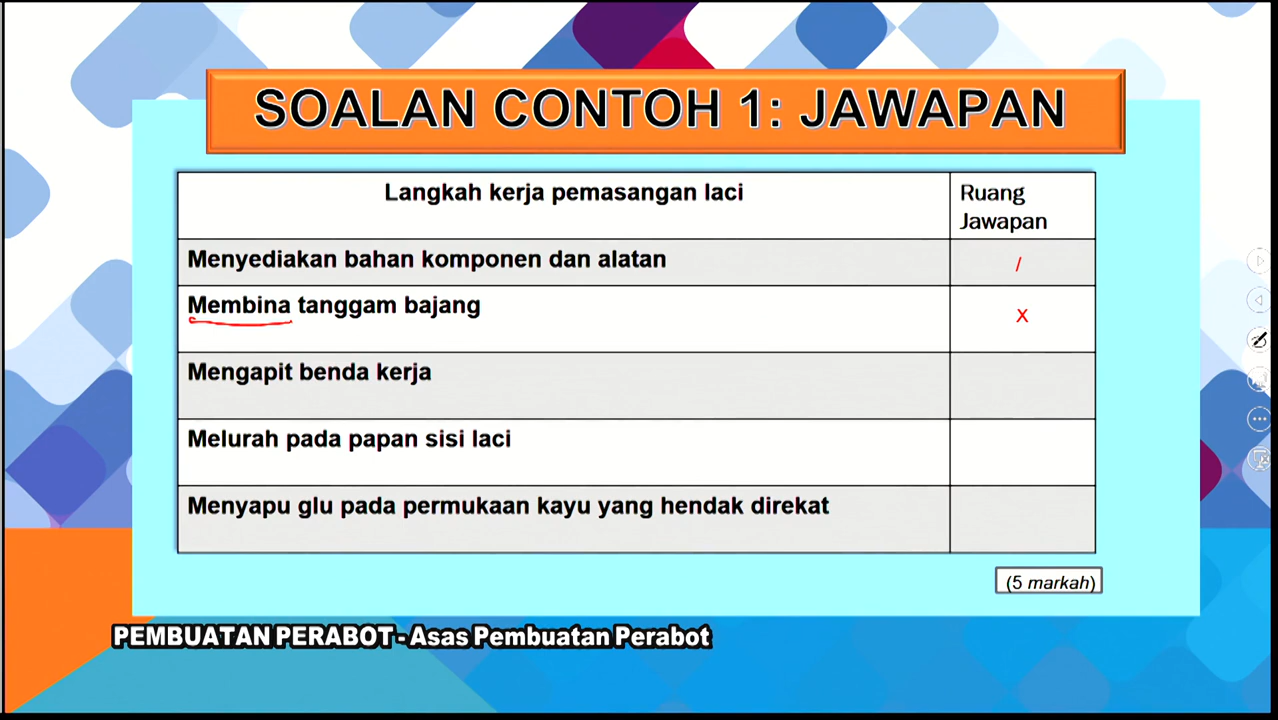 SOALAN CONTOH 1: JAWAPAN
Langkah kerja pemasangan laci
Ruang
Jawapan
Menyediakan bahan komponen dan alatan
/
Membina tanggam bajang
x
Mengapit benda kerja
Melurah pada papan sisi laci
Menyapu glu pada permukaan kayu yang hendak direkat
(5 markah)
PEMBUATAN PERABOT - Asas Pembuatan Perabot